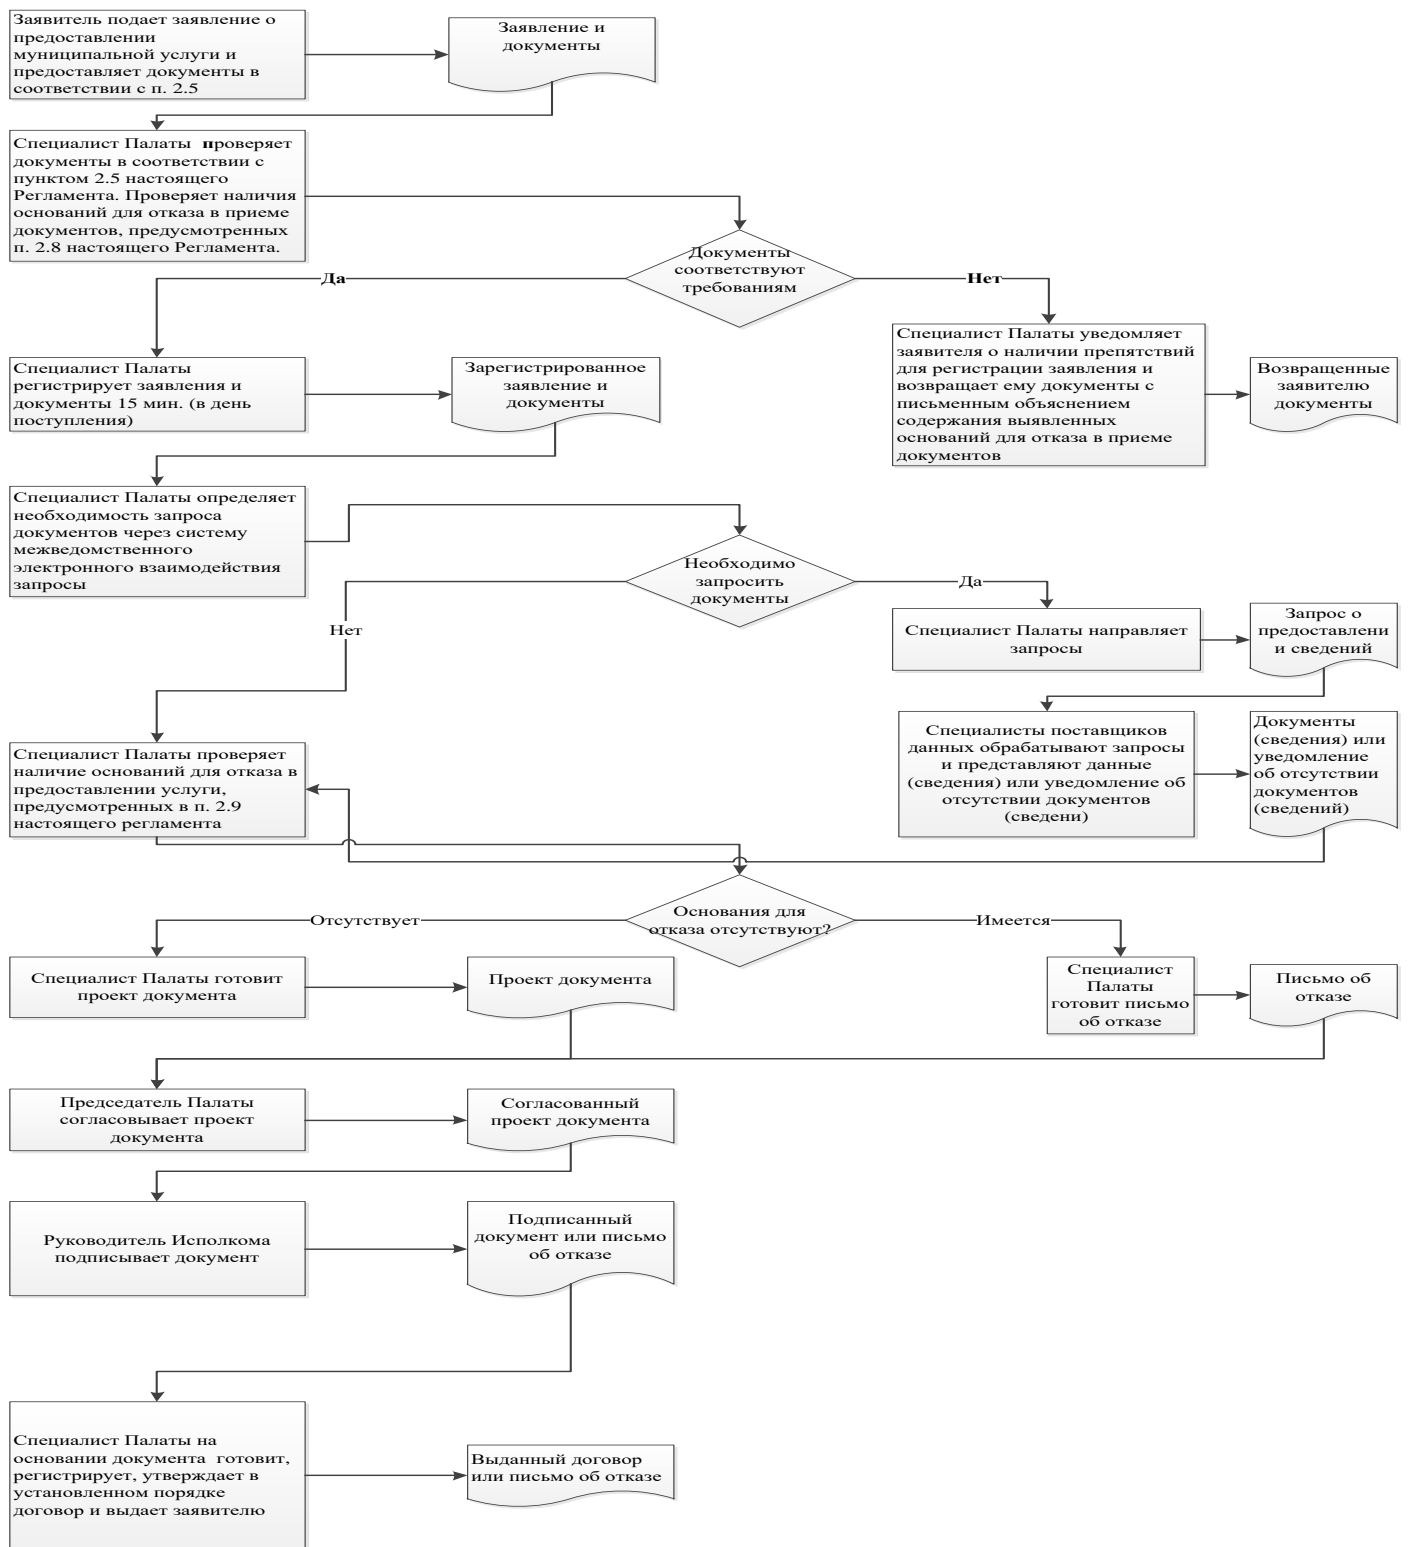 Заявитель подает заявление о
предоставлении
муниципальной услуги и
предоставляет документы в
соответствии с п. 2.5
Заявление и
документы
Специалист Палаты  проверяет
документы в соответствии с
пунктом 2.5 настоящего
Регламента. Проверяет наличия
оснований для отказа в приеме
документов, предусмотренных
п. 2.8 настоящего Регламента.
Документы
соответствуют
требованиям
Да
Нет
Специалист Палаты
регистрирует заявления и
документы 15 мин. (в день
поступления)
Зарегистрированное
заявление и
документы
Специалист Палаты уведомляет
заявителя о наличии препятствий
для регистрации заявления и
возвращает ему документы с
письменным объяснением
содержания выявленных
оснований для отказа в приеме
документов
Возвращенные
заявителю
документы
Специалист Палаты определяет
необходимость запроса
документов через систему
межведомственного
электронного взаимодействия
запросы
Необходимо
запросить
документы
Да
Нет
Специалист Палаты направляет
запросы
Запрос о
предоставлени
и сведений
Специалисты поставщиков
данных обрабатывают запросы
и представляют данные
(сведения) или уведомление об
отсутствии документов
(сведени)
Документы
(сведения) или
уведомление
об отсутствии
документов
(сведений)
Специалист Палаты проверяет
наличие оснований для отказа в
предоставлении услуги,
предусмотренных в п. 2.9
настоящего регламента
Основания для
отказа отсутствуют?
Отсутствует
Имеется
Специалист Палаты готовит
проект документа
Проект документа
Специалист
Палаты
готовит письмо
об отказе
Письмо об
отказе
Председатель Палаты
согласовывает проект
документа
Согласованный
проект документа
Руководитель Исполкома
подписывает документ
Подписанный
документ или письмо
об отказе
Специалист Палаты на
основании документа  готовит,
регистрирует, утверждает в
установленном порядке
договор и выдает заявителю
Выданный договор
или письмо об отказе